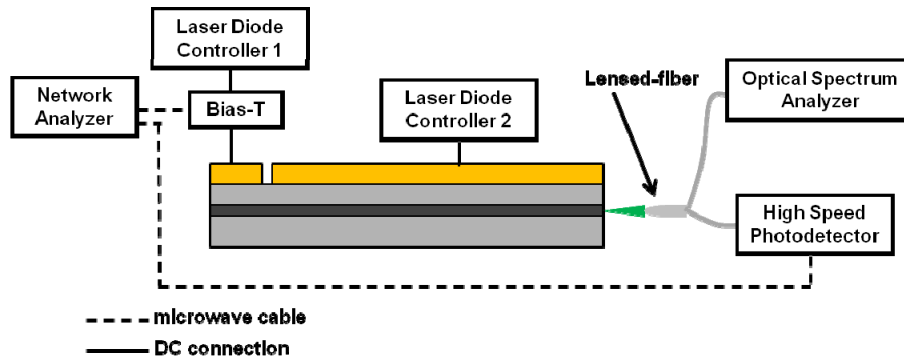 Laser Diode
Controller 1
Network
Analyzer
Bias-T
Laser Diode
Controller 2
Lensed-fiber
Optical Spectrum
Analyzer
High Speed
Photodetector
microwave cable
DC connection